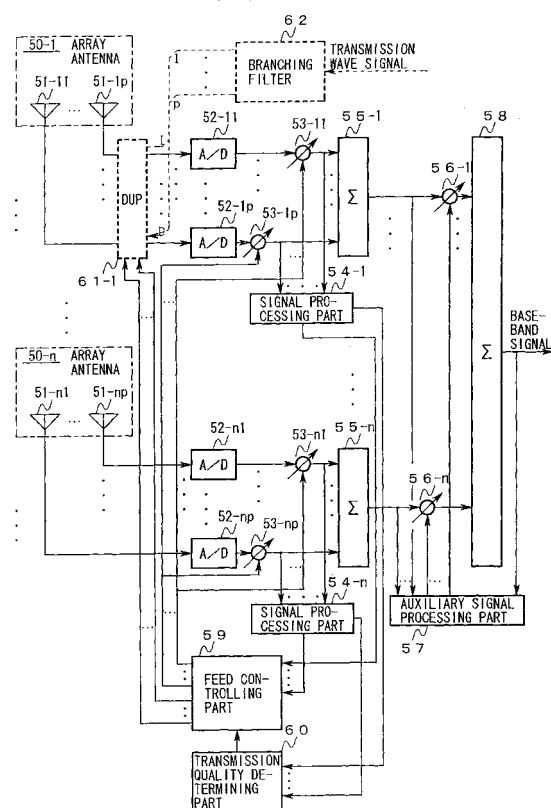 62
50-1 ARRAY
ANTENNA
51-11 51-1p
...
BRANCHING
FILTER
TRANSMISSION
WAVE SIGNAL
1
p
DUP
1
p
61-1
52-11
A/D
53-11
55-1
Σ
58
56-1
52-1p
A/D
53-1p
54-1
SIGNAL PRO-
CESSING PART
BASE-
BAND
SIGNAL
Σ
50-n ARRAY
ANTENNA
51-n1 51-np
...
52-n1
A/D
53-n1
55-n
Σ
56-n
52-np
A/D
53-np
54-n
SIGNAL PRO-
CESSING PART
AUXILIARY SIGNAL
PROCESSING PART
57
59
FEED CON-
TROLLING
PART
60
TRANSMISSION
QUALITY DE-
TERMINING
PART